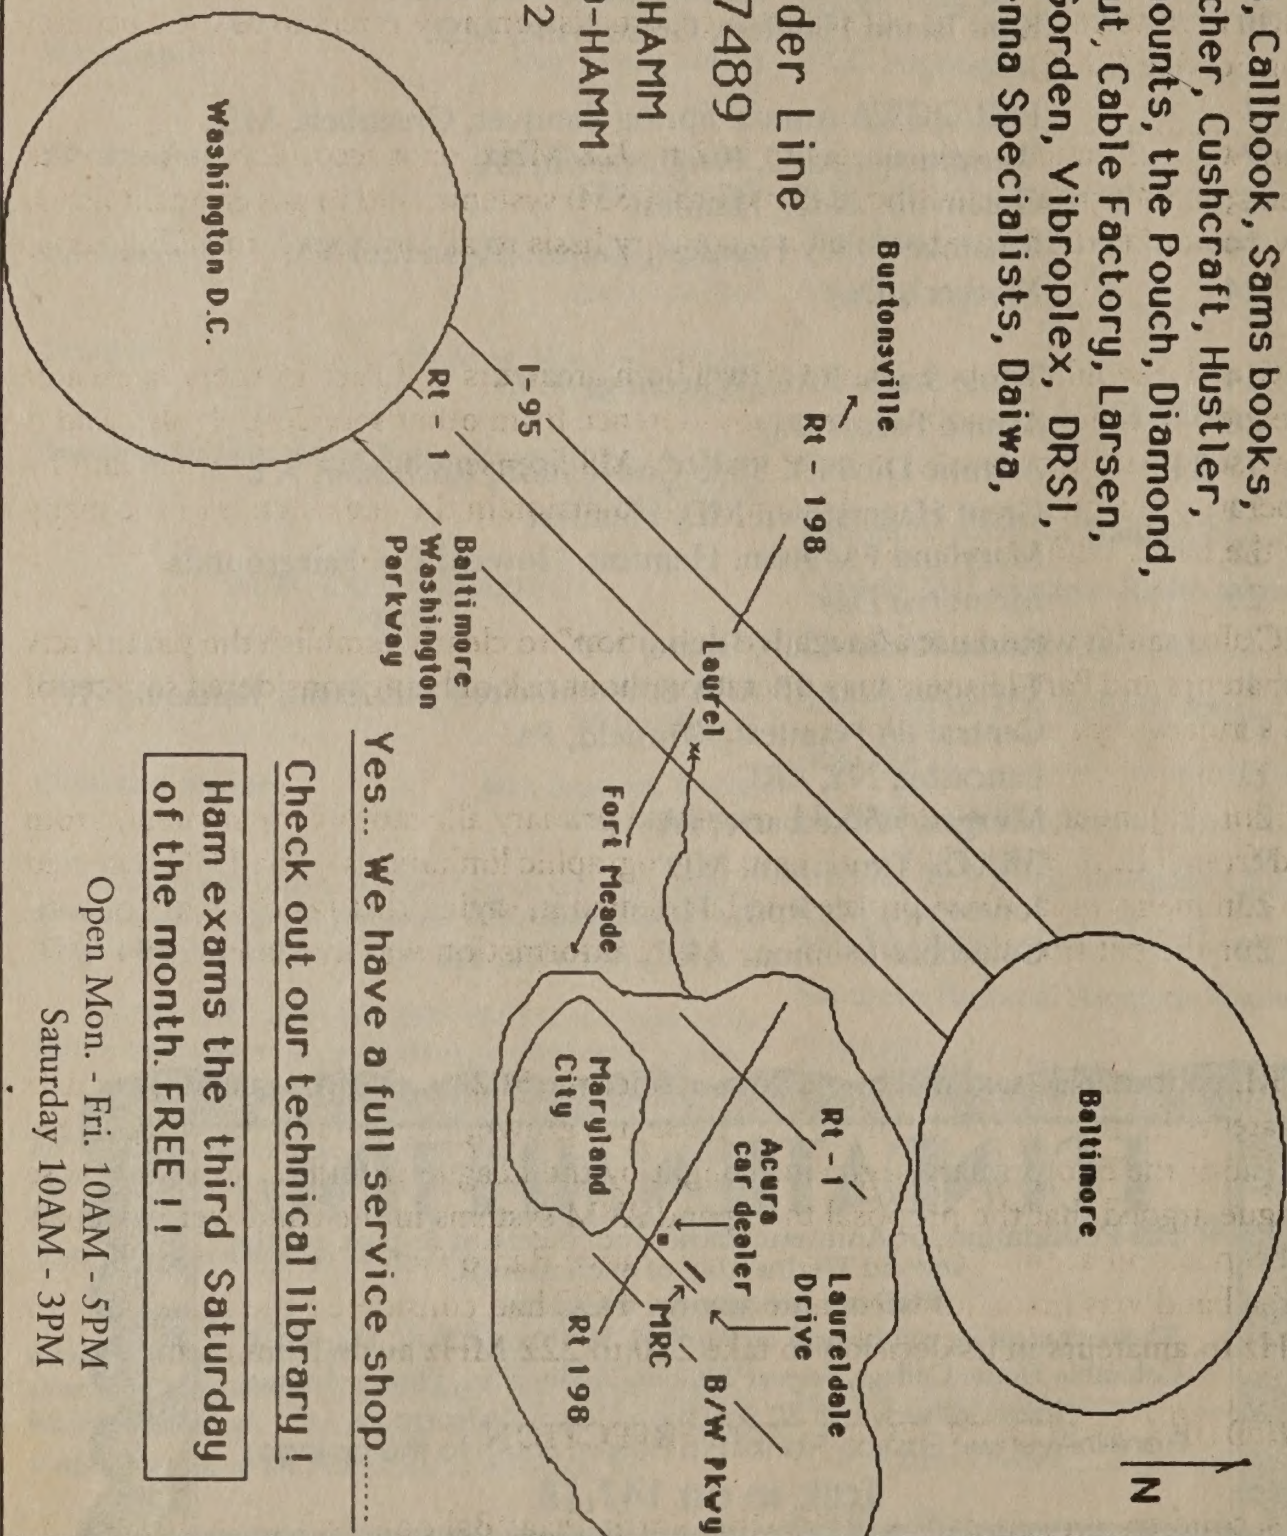 , Callbook, Sams books,
cher, Cushcraft, Hustler,
ounts, the Pouch, Diamond,
ut, Cable Factory, Larsen,
Gorden, Vibroplex, DRSI,
nna Specialists, Daiwa,
der Line
7489
HAMM
-HAMM
2
N
Baltimore
Burtonsville
Rt - 198
Laurel
I-95
Rt - 1
Baltimore
Washington
Parkway
Washington D.C.
Fort Meade
Rt - 1
Laureldale
Drive
Acura
car dealer
B/W Pkwy
MRC
Maryland
City
Rt 198
Yes... We have a full service shop.......
Check out our technical library !
Ham exams the third Saturday
of the month. FREE ! !
Open Mon. - Fri. 10AM - 5PM
Saturday 10AM - 3PM